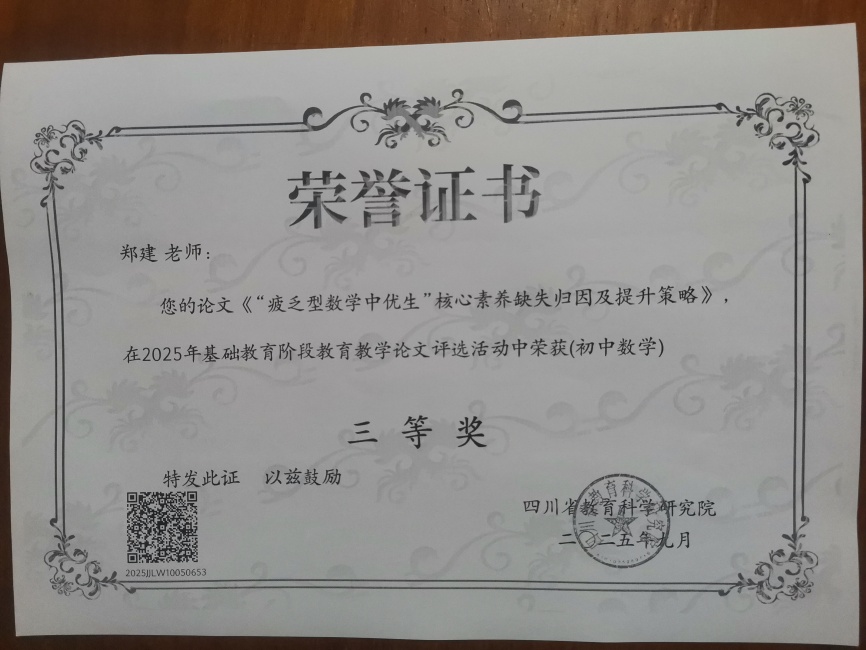 荣誉证书
郑建 老师：
您的论文《“疲乏型数学中优生”核心素养缺失归因及提升策略》，
在2025年基础教育阶段教育教学论文评选活动中荣获(初中数学)
三等奖
特发此证 以兹鼓励
四川省教育科学研究院
二〇二五年九月
2025JJLW10050653